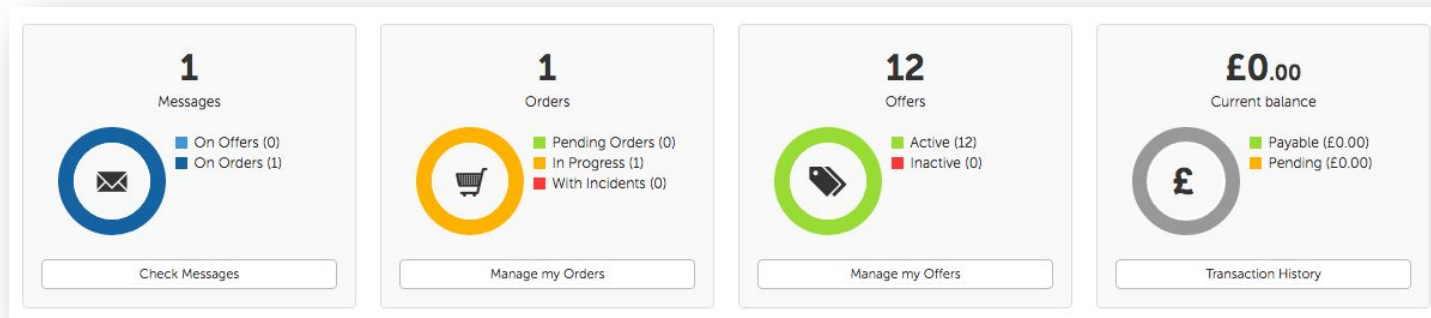 1
Messages
On Offers (0)
On Orders (1)
Check Messages
1
Orders
Pending Orders (0)
In Progress (1)
With Incidents (0)
Manage my Orders
12
Offers
Active (12)
Inactive (0)
Manage my Offers
£0.00
Current balance
£
Payable (£0.00)
Pending (£0.00)
Transaction History